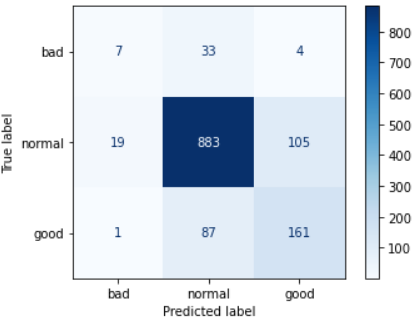 bad 7 33 4
normal 19 883 105
good 1 87 161
bad normal good
Predicted label
True label
800
700
600
500
400
300
200
100